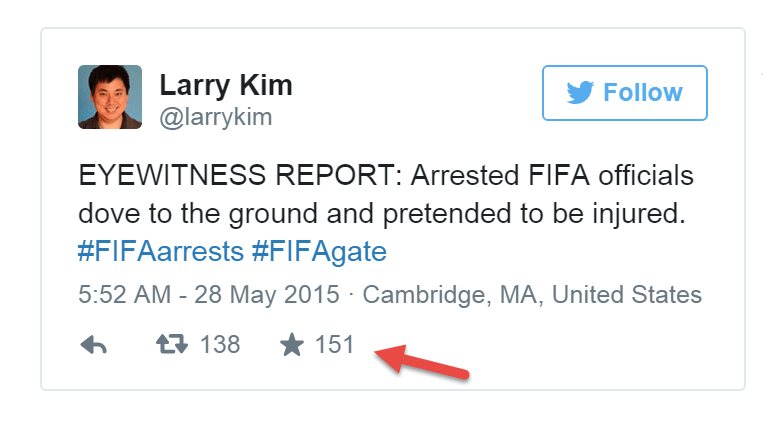 Larry Kim
@larrykim
Follow
EYEWITNESS REPORT: Arrested FIFA officials
dove to the ground and pretended to be injured.
#FIFAarrests #FIFAgate
5:52 AM - 28 May 2015 · Cambridge, MA, United States
138 151